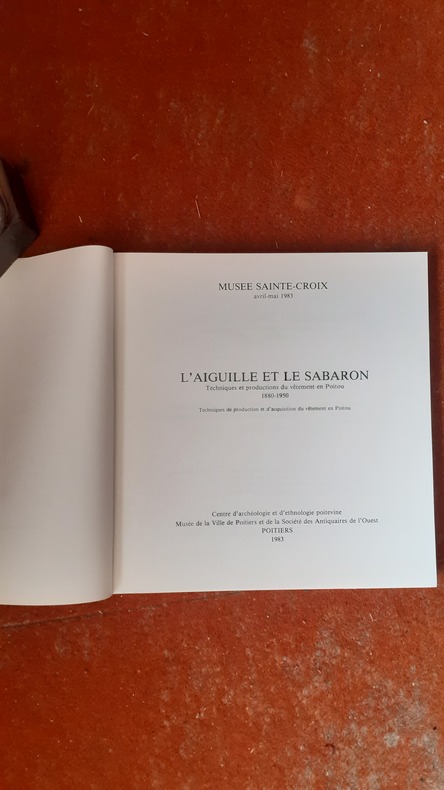 MUSEE SAINTE-CROIX
avril-mai 1983
L'AIGUILLE ET LE SABARON
Techniques et productions du vêtement en Poitou
1880-1950
Techniques de production et d'acquisition du vêtement en Poitou
Centre d'archéologie et d'ethnologie poitevine
Musée de la Ville de Poitiers et de la Société des Antiquaires de l'Ouest
POITIERS
1983